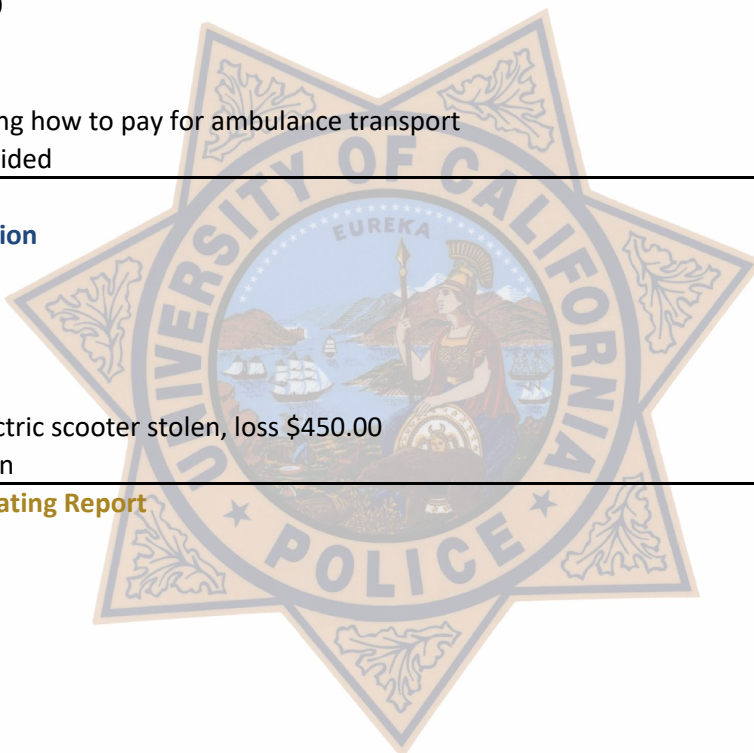 )
ng how to pay for ambulance transport
ided
ion
ctric scooter stolen, loss $450.00
n
ating Report
UNIVERSITY OF CALIFORNIA
EUREKA
POLICE